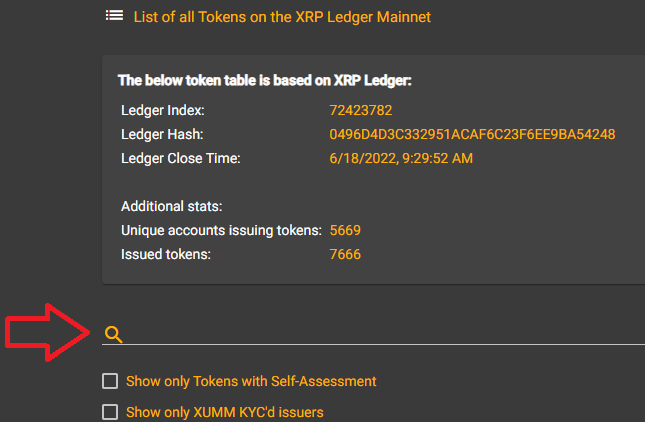 List of all Tokens on the XRP Ledger Mainnet
The below token table is based on XRP Ledger:
Ledger Index: 72423782
Ledger Hash: 0496D4D3C332951ACAF6C23F6EE9BA54248
Ledger Close Time: 6/18/2022, 9:29:52 AM
Additional stats:
Unique accounts issuing tokens: 5669
Issued tokens: 7666
Show only Tokens with Self-Assessment
Show only XUMM KYC'd issuers